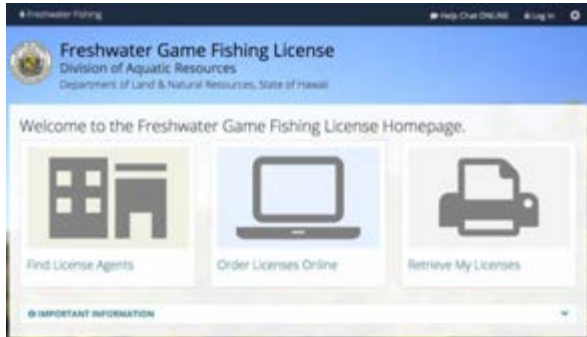 Freshwater Fishing
Help Chat ONLINE
Log In
Freshwater Game Fishing License
Division of Aquatic Resources
Department of Land & Natural Resources, State of Hawaii
Welcome to the Freshwater Game Fishing License Homepage.
Find License Agents
Order Licenses Online
Retrieve My Licenses
IMPORTANT INFORMATION